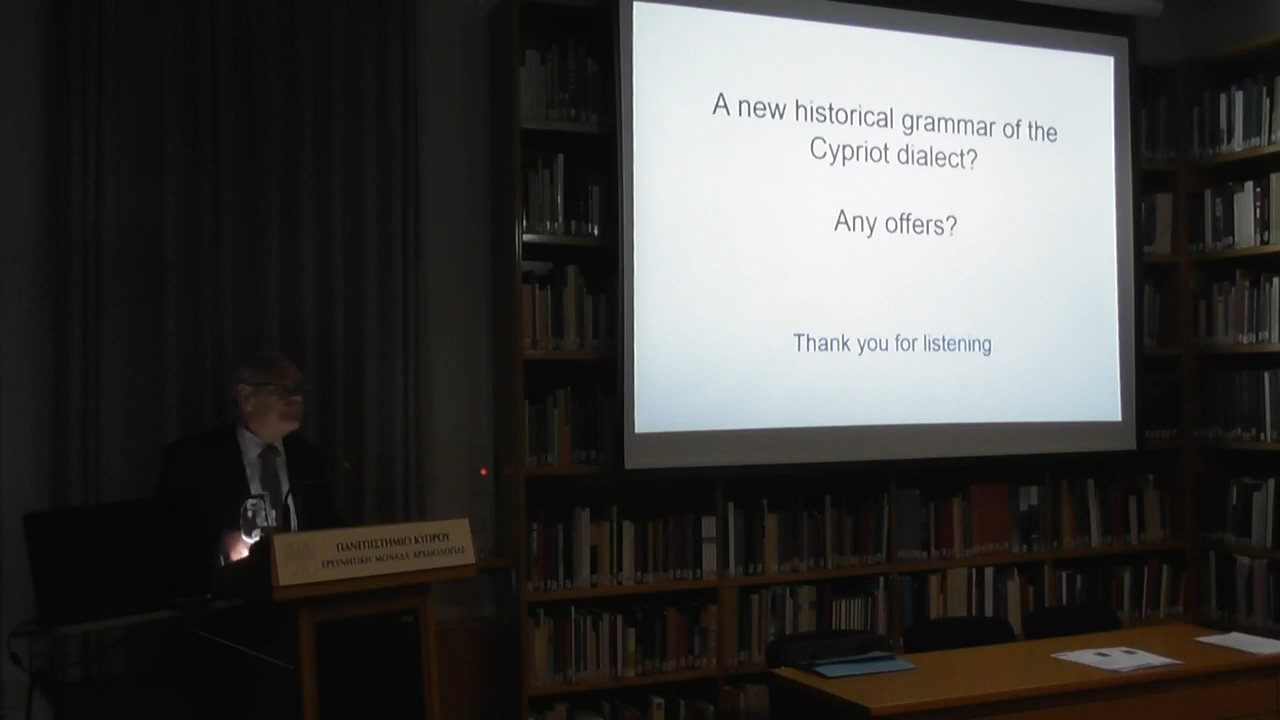 A new historical grammar of the
Cypriot dialect?
Any offers?
Thank you for listening
ΠΑΝΕΠΙΣΤΗΜΙΟ ΚΥΠΡΟΥ
ΕΡΕΥΝΗΤΙΚΗ ΜΟΝΑΔΑ ΑΡΧΑΙΟΛΟΓΙΑΣ